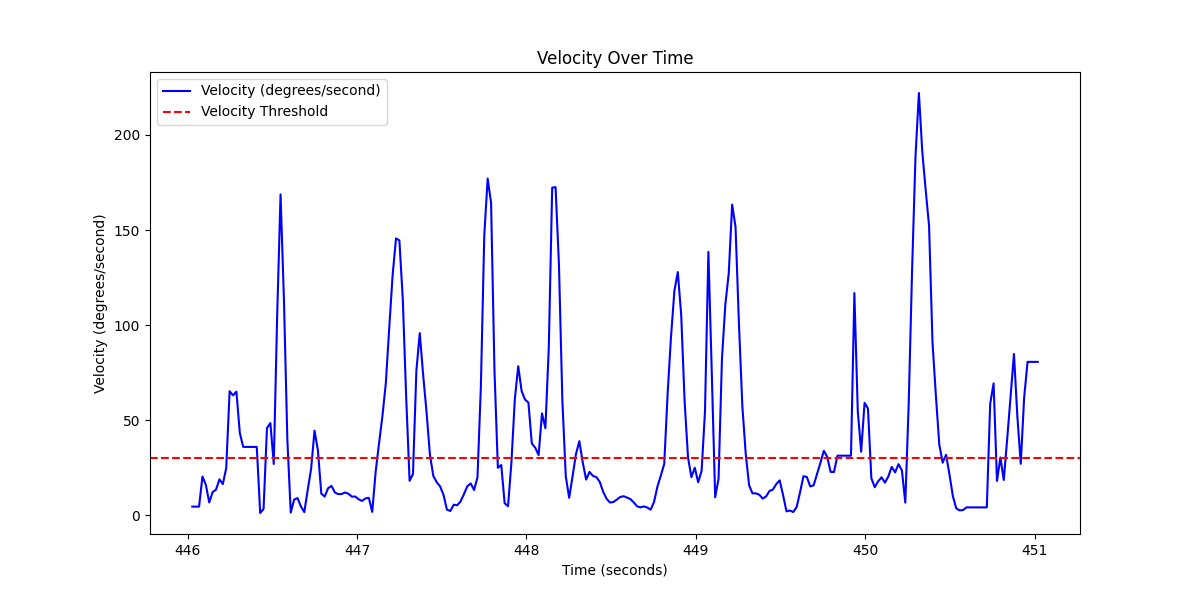 Velocity Over Time
Velocity (degrees/second)
Velocity Threshold
Velocity (degrees/second)
200
150
100
50
0
446
447
448
449
450
451
Time (seconds)